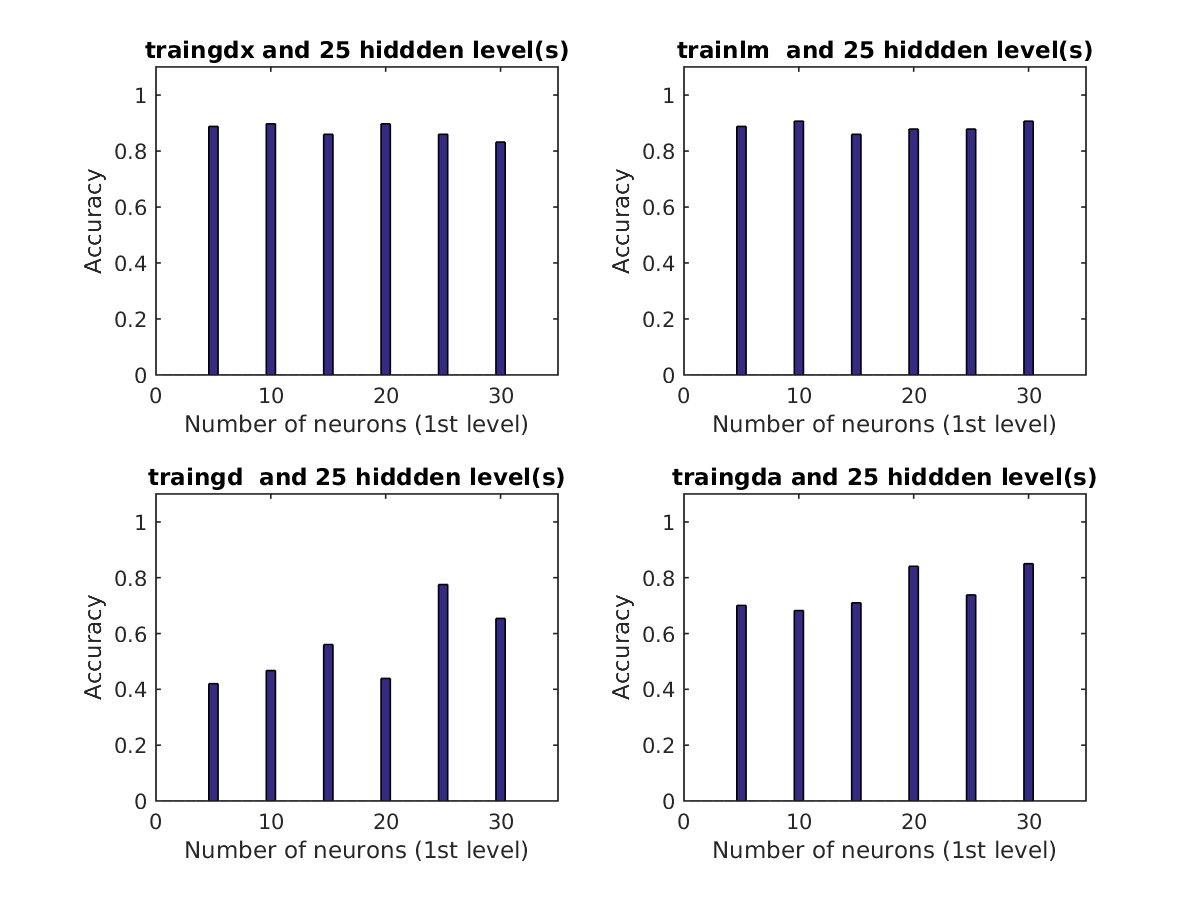 traingdx and 25 hiddden level(s)
1
0.8
0.6
0.4
0.2
0
Accuracy
0 10 20 30
Number of neurons (1st level)
trainlm  and 25 hiddden level(s)
1
0.8
0.6
0.4
0.2
0
Accuracy
0 10 20 30
Number of neurons (1st level)
traingd  and 25 hiddden level(s)
1
0.8
0.6
0.4
0.2
0
Accuracy
0 10 20 30
Number of neurons (1st level)
traingda and 25 hiddden level(s)
1
0.8
0.6
0.4
0.2
0
Accuracy
0 10 20 30
Number of neurons (1st level)